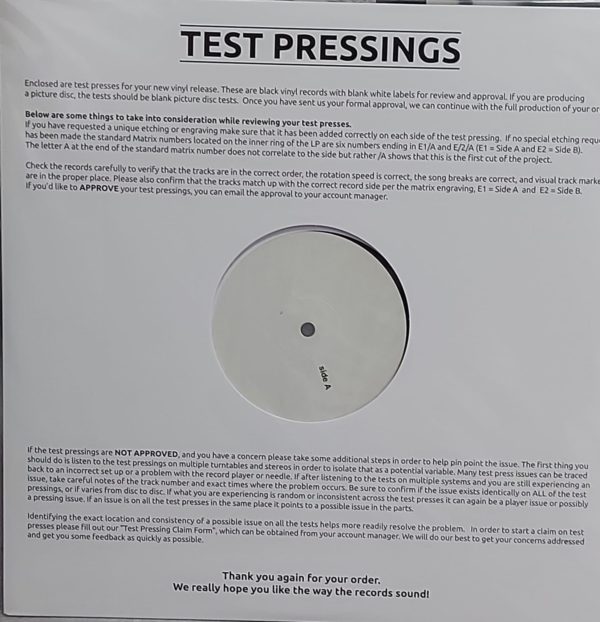 TEST PRESSINGS
Enclosed are test presses for your new vinyl release. These are black vinyl records with blank white labels for review and approval. If you are producing
a picture disc, the tests should be blank picture disc tests. Once you have sent us your formal approval, we can continue with the full production of your or
Below are some things to take into consideration while reviewing your test presses.
If you have requested a unique etching or engraving make sure that it has been added correctly on each side of the test pressing. If no special etching reque
has been made the standard Matrix numbers located on the inner ring of the LP are six numbers ending in E1/A and E/2/A (E1 = Side A and E2 = Side B).
The letter A at the end of the standard matrix number does not correlate to the side but rather /A shows that this is the first cut of the project.
Check the records carefully to verify that the tracks are in the correct order, the rotation speed is correct, the song breaks are correct, and visual track marke
are in the proper place. Please also confirm that the tracks match up with the correct record side per the matrix engraving, E1 = Side A and E2 = Side B.
If you'd like to APPROVE your test pressings, you can email the approval to your account manager.
side A
If the test pressings are NOT APPROVED, and you have a concern please take some additional steps in order to help pin point the issue. The first thing you
should do is listen to the test pressings on multiple turntables and stereos in order to isolate that as a potential variable. Many test press issues can be traced
back to an incorrect set up or a problem with the record player or needle. If after listening to the tests on multiple systems and you are still experiencing an
issue, take careful notes of the track number and exact times where the problem occurs. Be sure to confirm if the issue exists identically on ALL of the test
pressings, or if varies from disc to disc. If what you are experiencing is random or inconsistent across the test presses it can again be a player issue or possibly
a pressing issue. If an issue is on all the test presses in the same place it points to a possible issue in the parts.
Identifying the exact location and consistency of a possible issue on all the tests helps more readily resolve the problem. In order to start a claim on test
presses please fill out our "Test Pressing Claim Form", which can be obtained from your account manager. We will do our best to get your concerns addressed
and get you some feedback as quickly as possible.
Thank you again for your order.
We really hope you like the way the records sound!